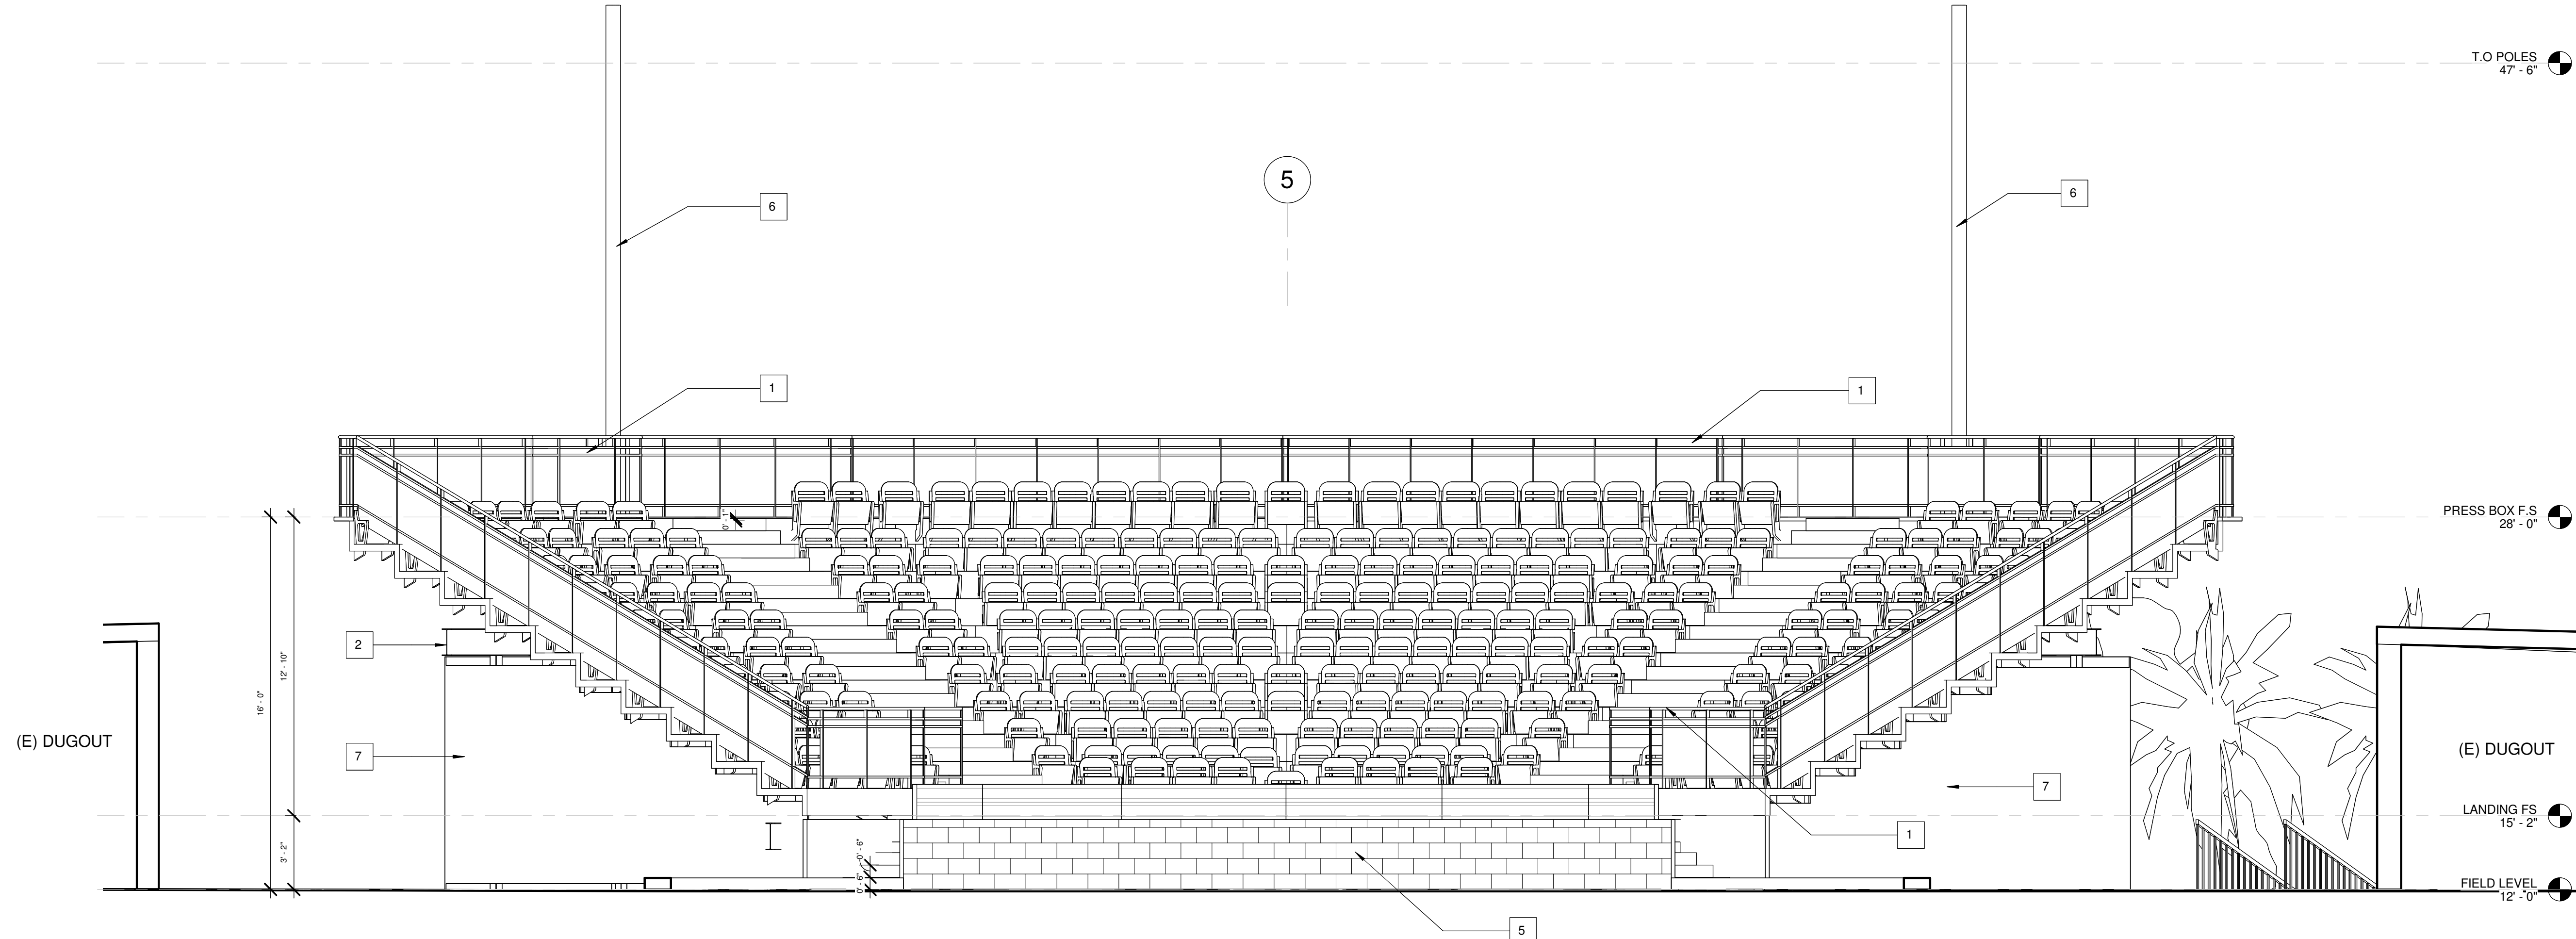 T.O POLES
47' - 6"
5
6
6
1
1
0' - 1"
PRESS BOX F.S
28' - 0"
2
16' - 0"
12' - 10"
(E) DUGOUT
(E) DUGOUT
7
7
LANDING FS
15' - 2"
1
3' - 2"
0' - 6"
0' - 6"
FIELD LEVEL
12' - 0"
5